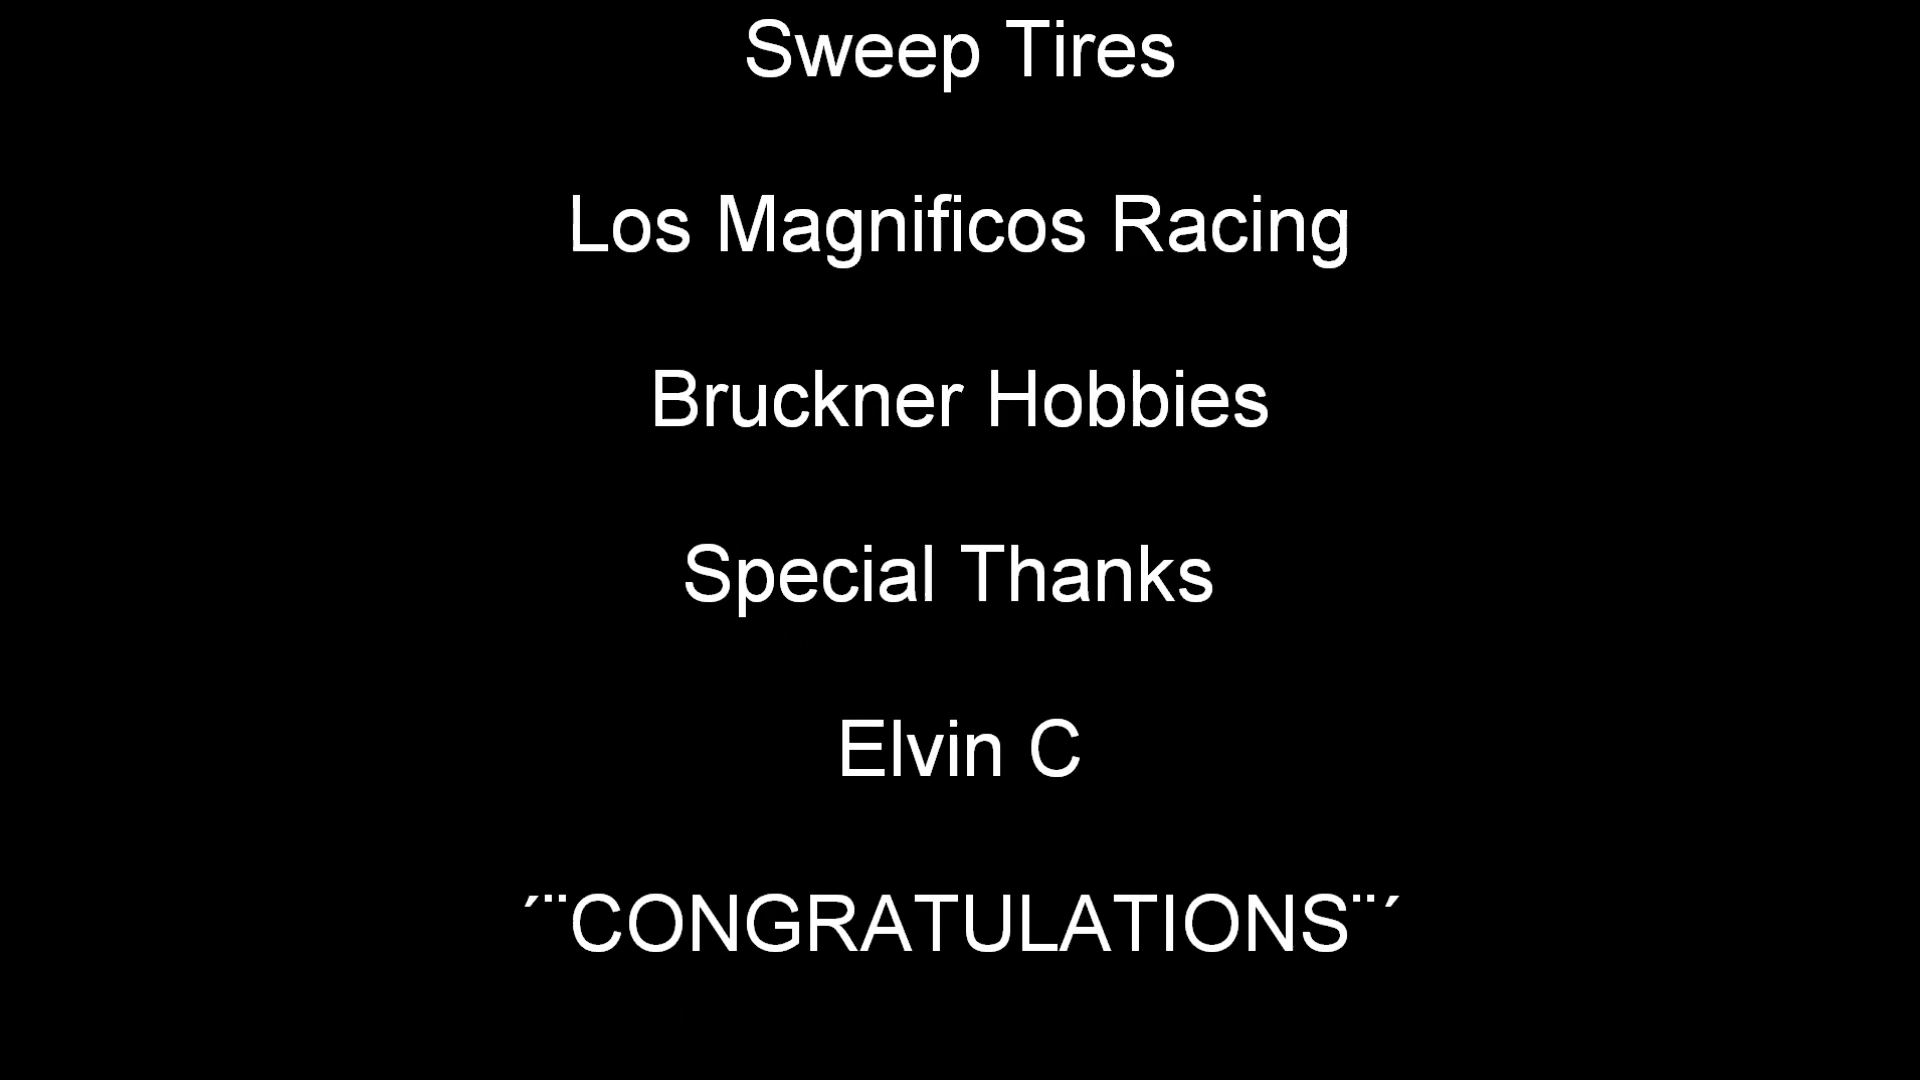 Sweep Tires
Los Magnificos Racing
Bruckner Hobbies
Special Thanks
Elvin C
´¨CONGRATULATIONS¨´